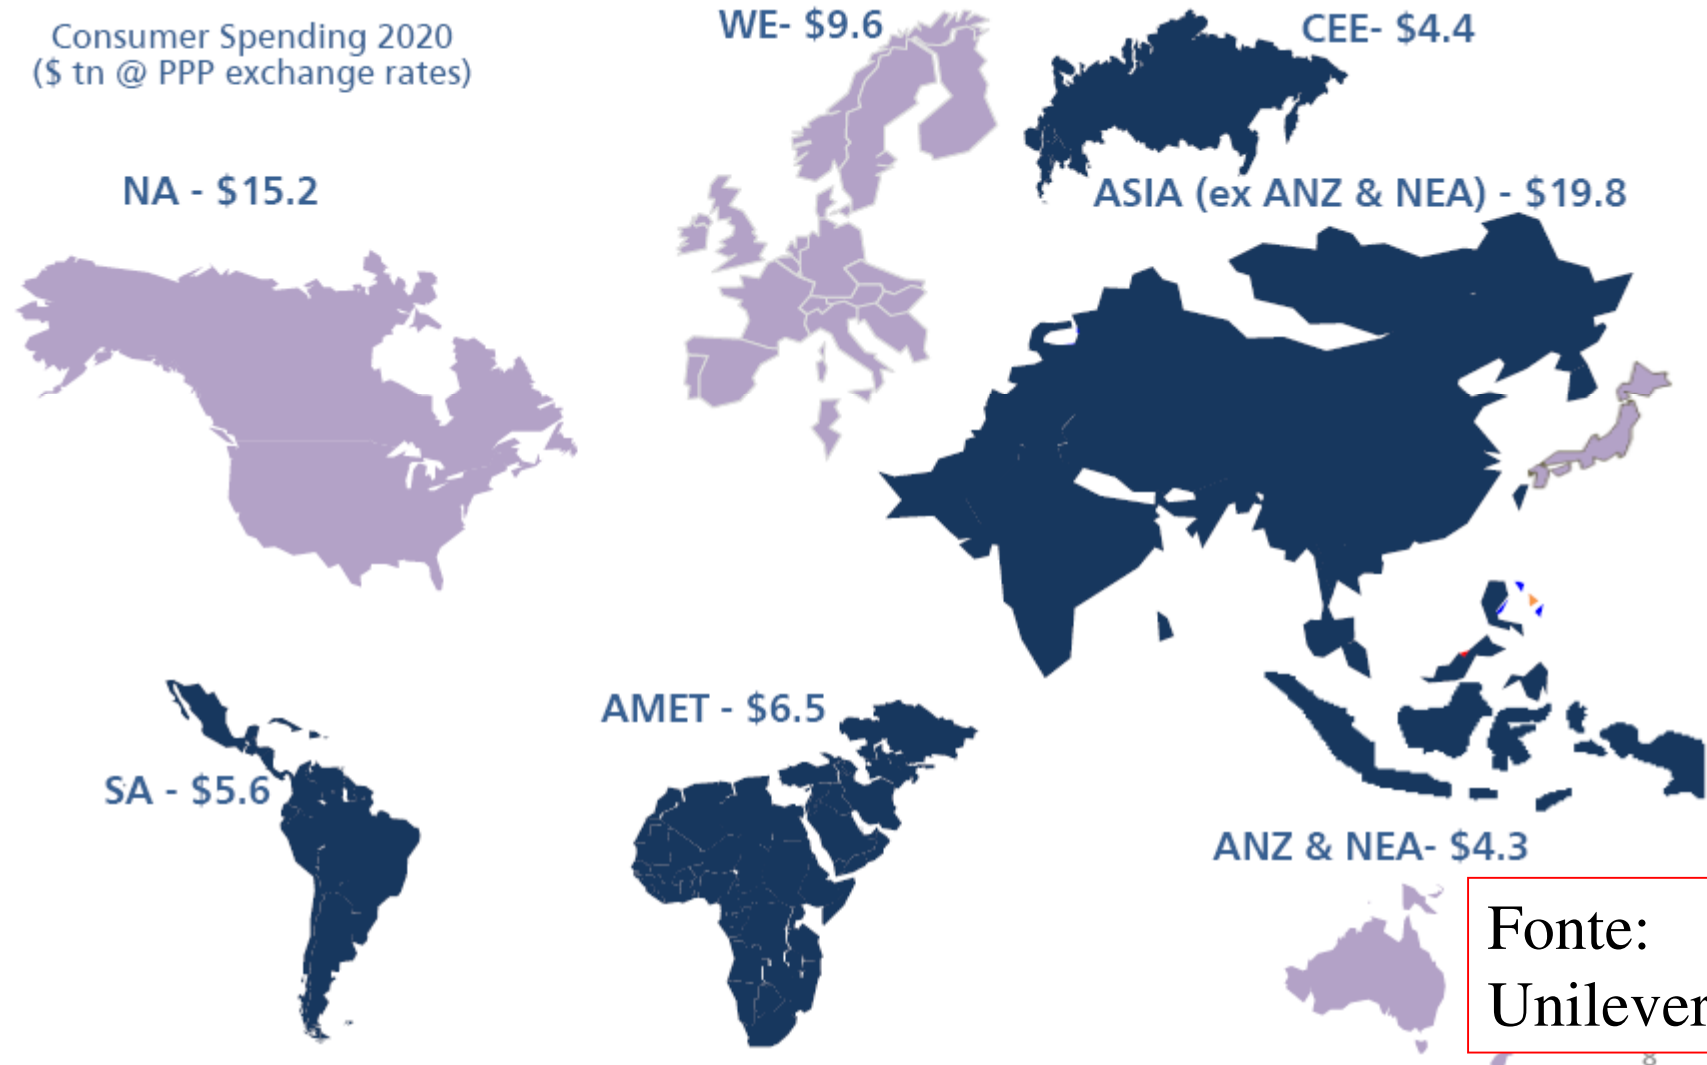 Consumer Spending 2020
($ tn @ PPP exchange rates)
WE- $9.6
CEE- $4.4
NA - $15.2
ASIA (ex ANZ & NEA) - $19.8
AMET - $6.5
SA - $5.6
ANZ & NEA- $4.3
Fonte:
Unilever
8